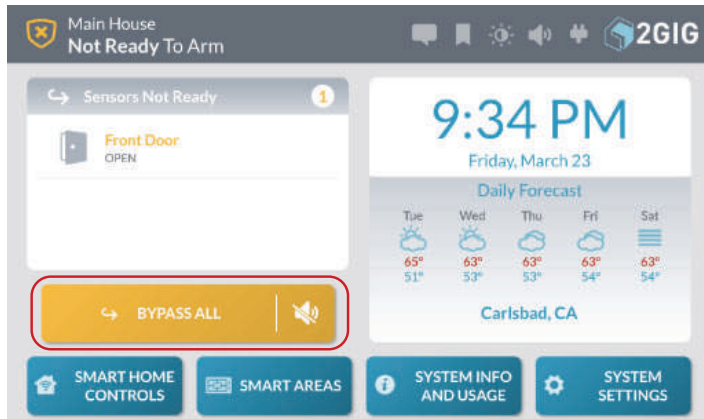 Main House
Not Ready To Arm
2GIG
Sensors Not Ready
1
Front Door
OPEN
BYPASS ALL
9:34 PM
Friday, March 23
Daily Forecast
Tue Wed Thu Fri Sat
65° 63° 63° 63° 63°
51° 53° 53° 54° 54°
Carlsbad, CA
SMART HOME
CONTROLS
SMART AREAS
SYSTEM INFO
AND USAGE
SYSTEM
SETTINGS